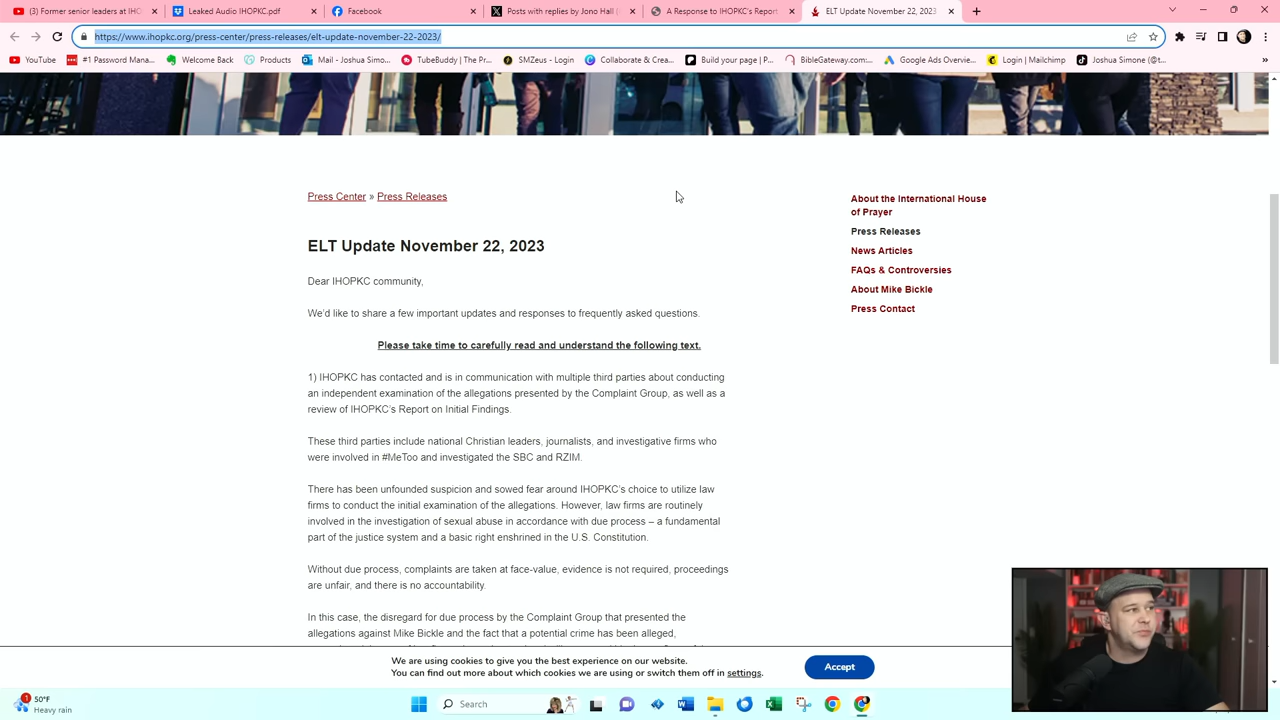 (3) Former senior leaders at IHC
Leaked Audio IHOPKC.pdf
Facebook
Posts with replies by Jono Hall (
A Response to IHOPKC's Report
ELT Update November 22, 2023
https://www.ihopkc.org/press-center/press-releases/elt-update-november-22-2023/
YouTube
#1 Password Mana...
Welcome Back
Products
Mail - Joshua Simo...
TubeBuddy | The Pr...
SMZeus - Login
Collaborate & Crea...
Build your page | P...
BibleGateway.com:...
Google Ads Overvie...
Login | Mailchimp
Joshua Simone (@t...
»
Press Center » Press Releases
ELT Update November 22, 2023
Dear IHOPKC community,
We'd like to share a few important updates and responses to frequently asked questions.
Please take time to carefully read and understand the following text.
1) IHOPKC has contacted and is in communication with multiple third parties about conducting
an independent examination of the allegations presented by the Complaint Group, as well as a
review of IHOPKC's Report on Initial Findings.
These third parties include national Christian leaders, journalists, and investigative firms who
were involved in #MeToo and investigated the SBC and RZIM.
There has been unfounded suspicion and sowed fear around IHOPKC's choice to utilize law
firms to conduct the initial examination of the allegations. However, law firms are routinely
involved in the investigation of sexual abuse in accordance with due process – a fundamental
part of the justice system and a basic right enshrined in the U.S. Constitution.
Without due process, complaints are taken at face-value, evidence is not required, proceedings
are unfair, and there is no accountability.
In this case, the disregard for due process by the Complaint Group that presented the
allegations against Mike Bickle and the fact that a potential crime has been alleged,
About the International House
of Prayer
Press Releases
News Articles
FAQs & Controversies
About Mike Bickle
Press Contact
We are using cookies to give you the best experience on our website.
You can find out more about which cookies we are using or switch them off in settings.
Accept
1
50°F
Heavy rain
Search